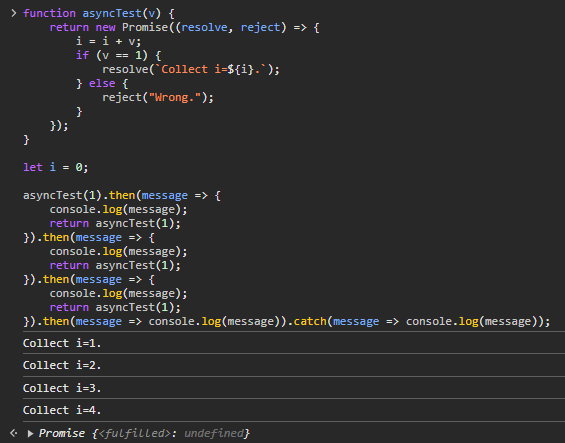 function asyncTest(v) {
    return new Promise((resolve, reject) => {
        i = i + v;
        if (v == 1) {
            resolve(`Collect i=${i}.`);
        } else {
            reject("Wrong.");
        }
    });
}
let i = 0;
asyncTest(1).then(message => {
    console.log(message);
    return asyncTest(1);
}).then(message => {
    console.log(message);
    return asyncTest(1);
}).then(message => {
    console.log(message);
    return asyncTest(1);
}).then(message => console.log(message)).catch(message => console.log(message));
Collect i=1.
Collect i=2.
Collect i=3.
Collect i=4.
Promise {<fulfilled>: undefined}